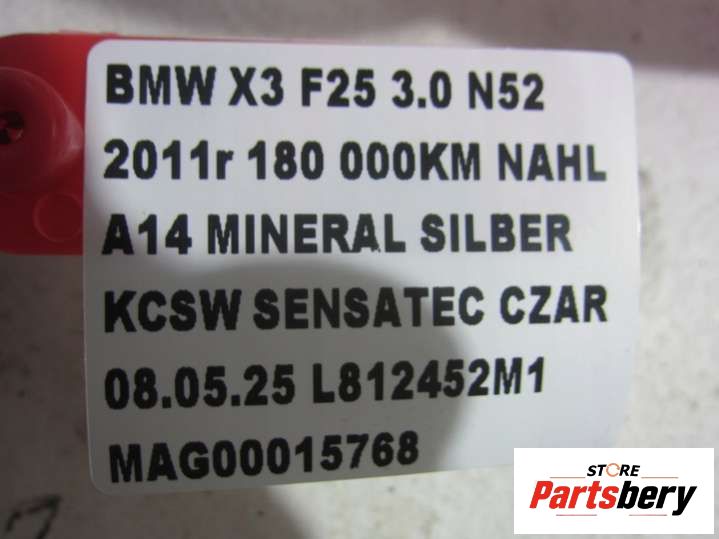 BMW X3 F25 3.0 N52
2011r 180 000KM NAHL
A14 MINERAL SILBER
KCSW SENSATEC CZAR
08.05.25 L812452M1
MAG00015768
STORE
Partsbery